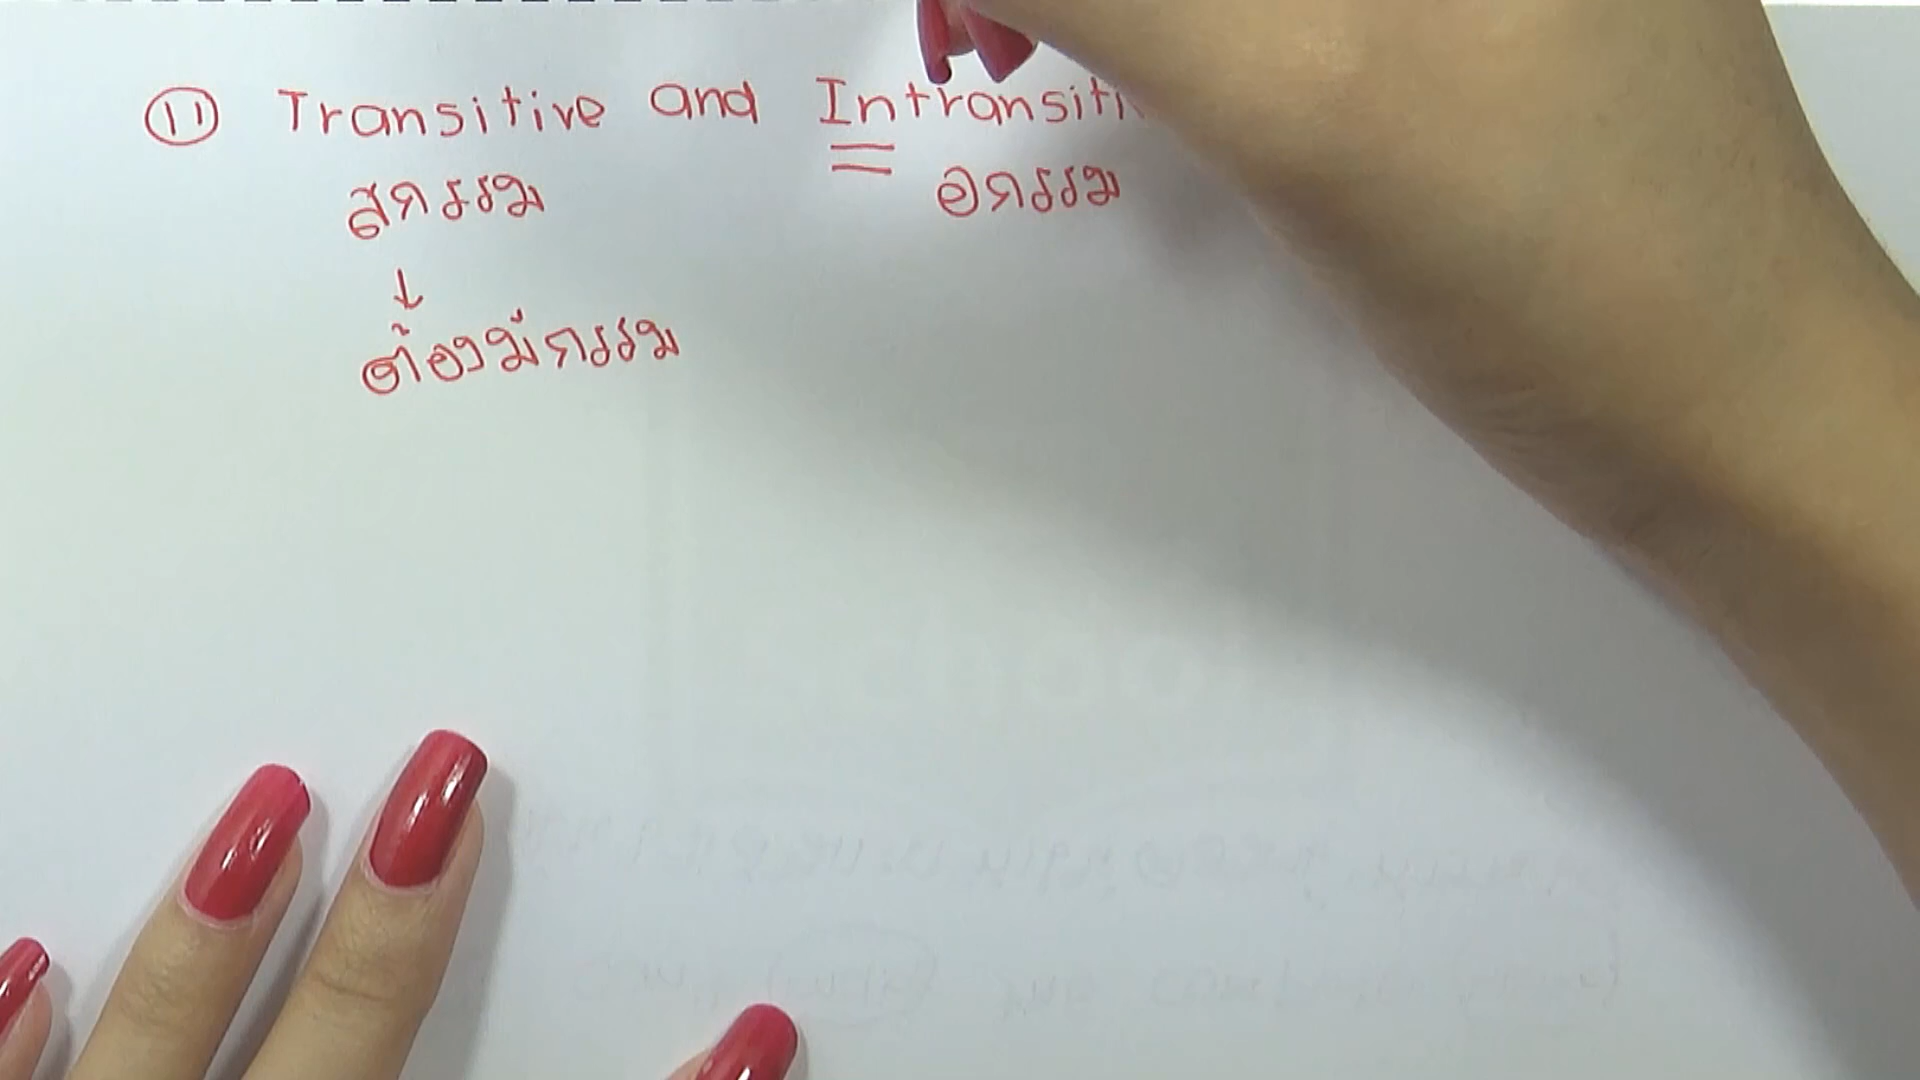 11 Transitive and Intransiti
สกรรม อกรรม
↓
ต้องมีกรรม